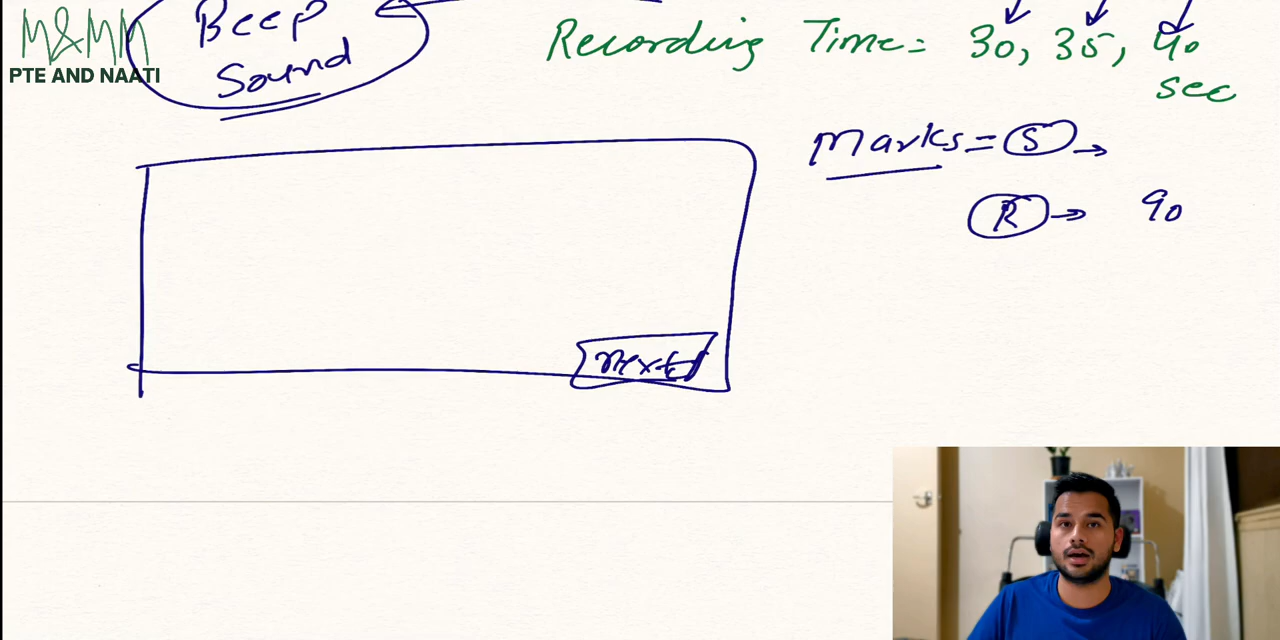 M&MM
PTE AND NAATI
Beep
Sound
Recording Time = 30, 35, 40
sec
Marks = S →
R → 90
next